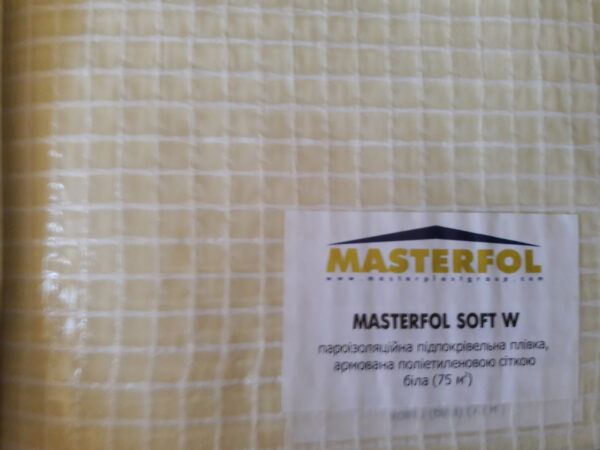 MASTERFOL
www.masterplastgroup.com
MASTERFOL SOFT W
пароізоляційна підпокрівельна плівка,
армована поліетиленовою сіткою
біла (75 м²)